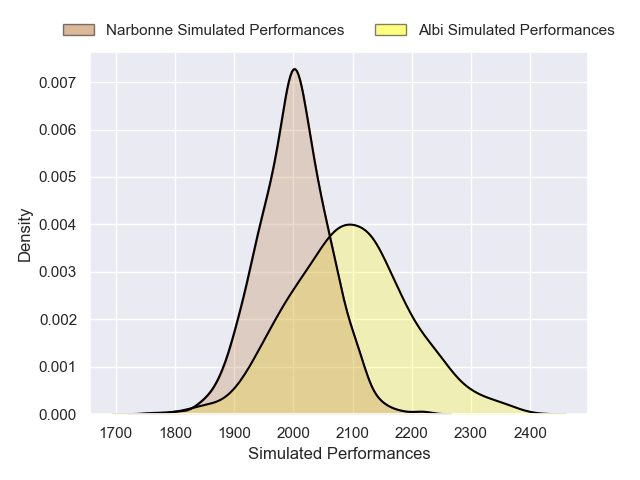 Narbonne Simulated Performances Albi Simulated Performances
0.007
0.006
0.005
0.004
0.003
0.002
0.001
0.000
Density
1700 1800 1900 2000 2100 2200 2300 2400
Simulated Performances